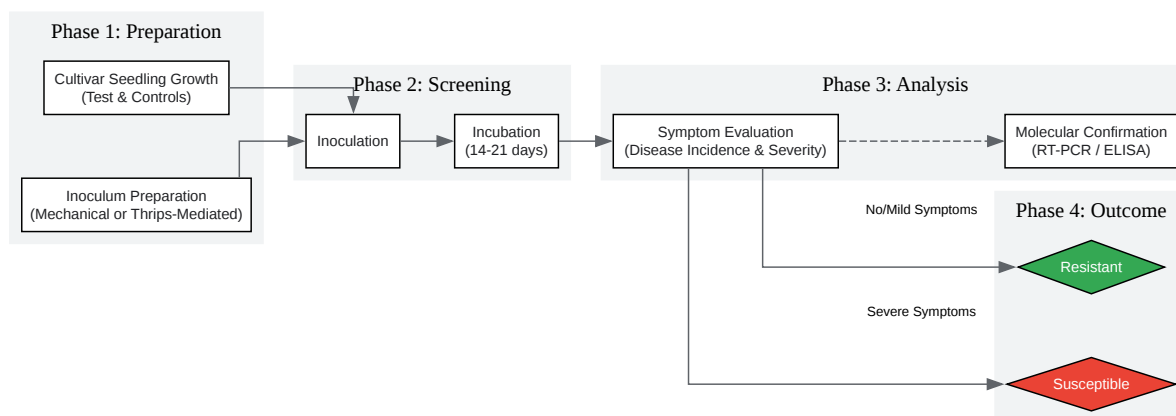 Phase 1: Preparation
Cultivar Seedling Growth
(Test & Controls)
Inoculum Preparation
(Mechanical or Thrips-Mediated)
Phase 2: Screening
Inoculation
Incubation
(14-21 days)
Phase 3: Analysis
Symptom Evaluation
(Disease Incidence & Severity)
Molecular Confirmation
(RT-PCR / ELISA)
No/Mild Symptoms
Severe Symptoms
Phase 4: Outcome
Resistant
Susceptible